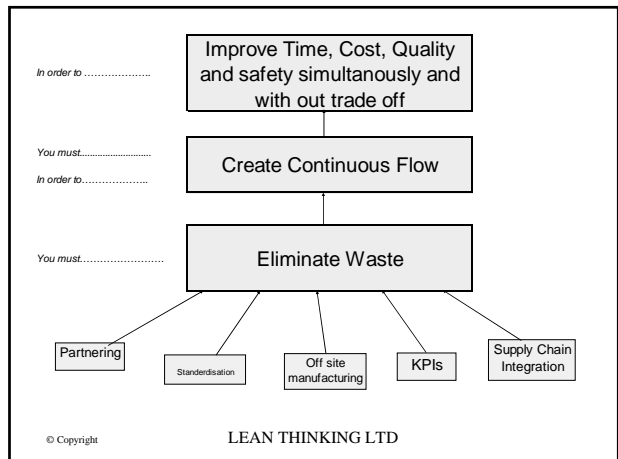 Improve Time, Cost, Quality
In order to ………………….
and safety simultanously and
with out trade off
You must............................
Create Continuous Flow
In order to…………………..
You must……………………
Eliminate Waste
Partnering
Standerdisation
Off site
manufacturing
KPIs
Supply Chain
Integration
© Copyright
LEAN THINKING LTD